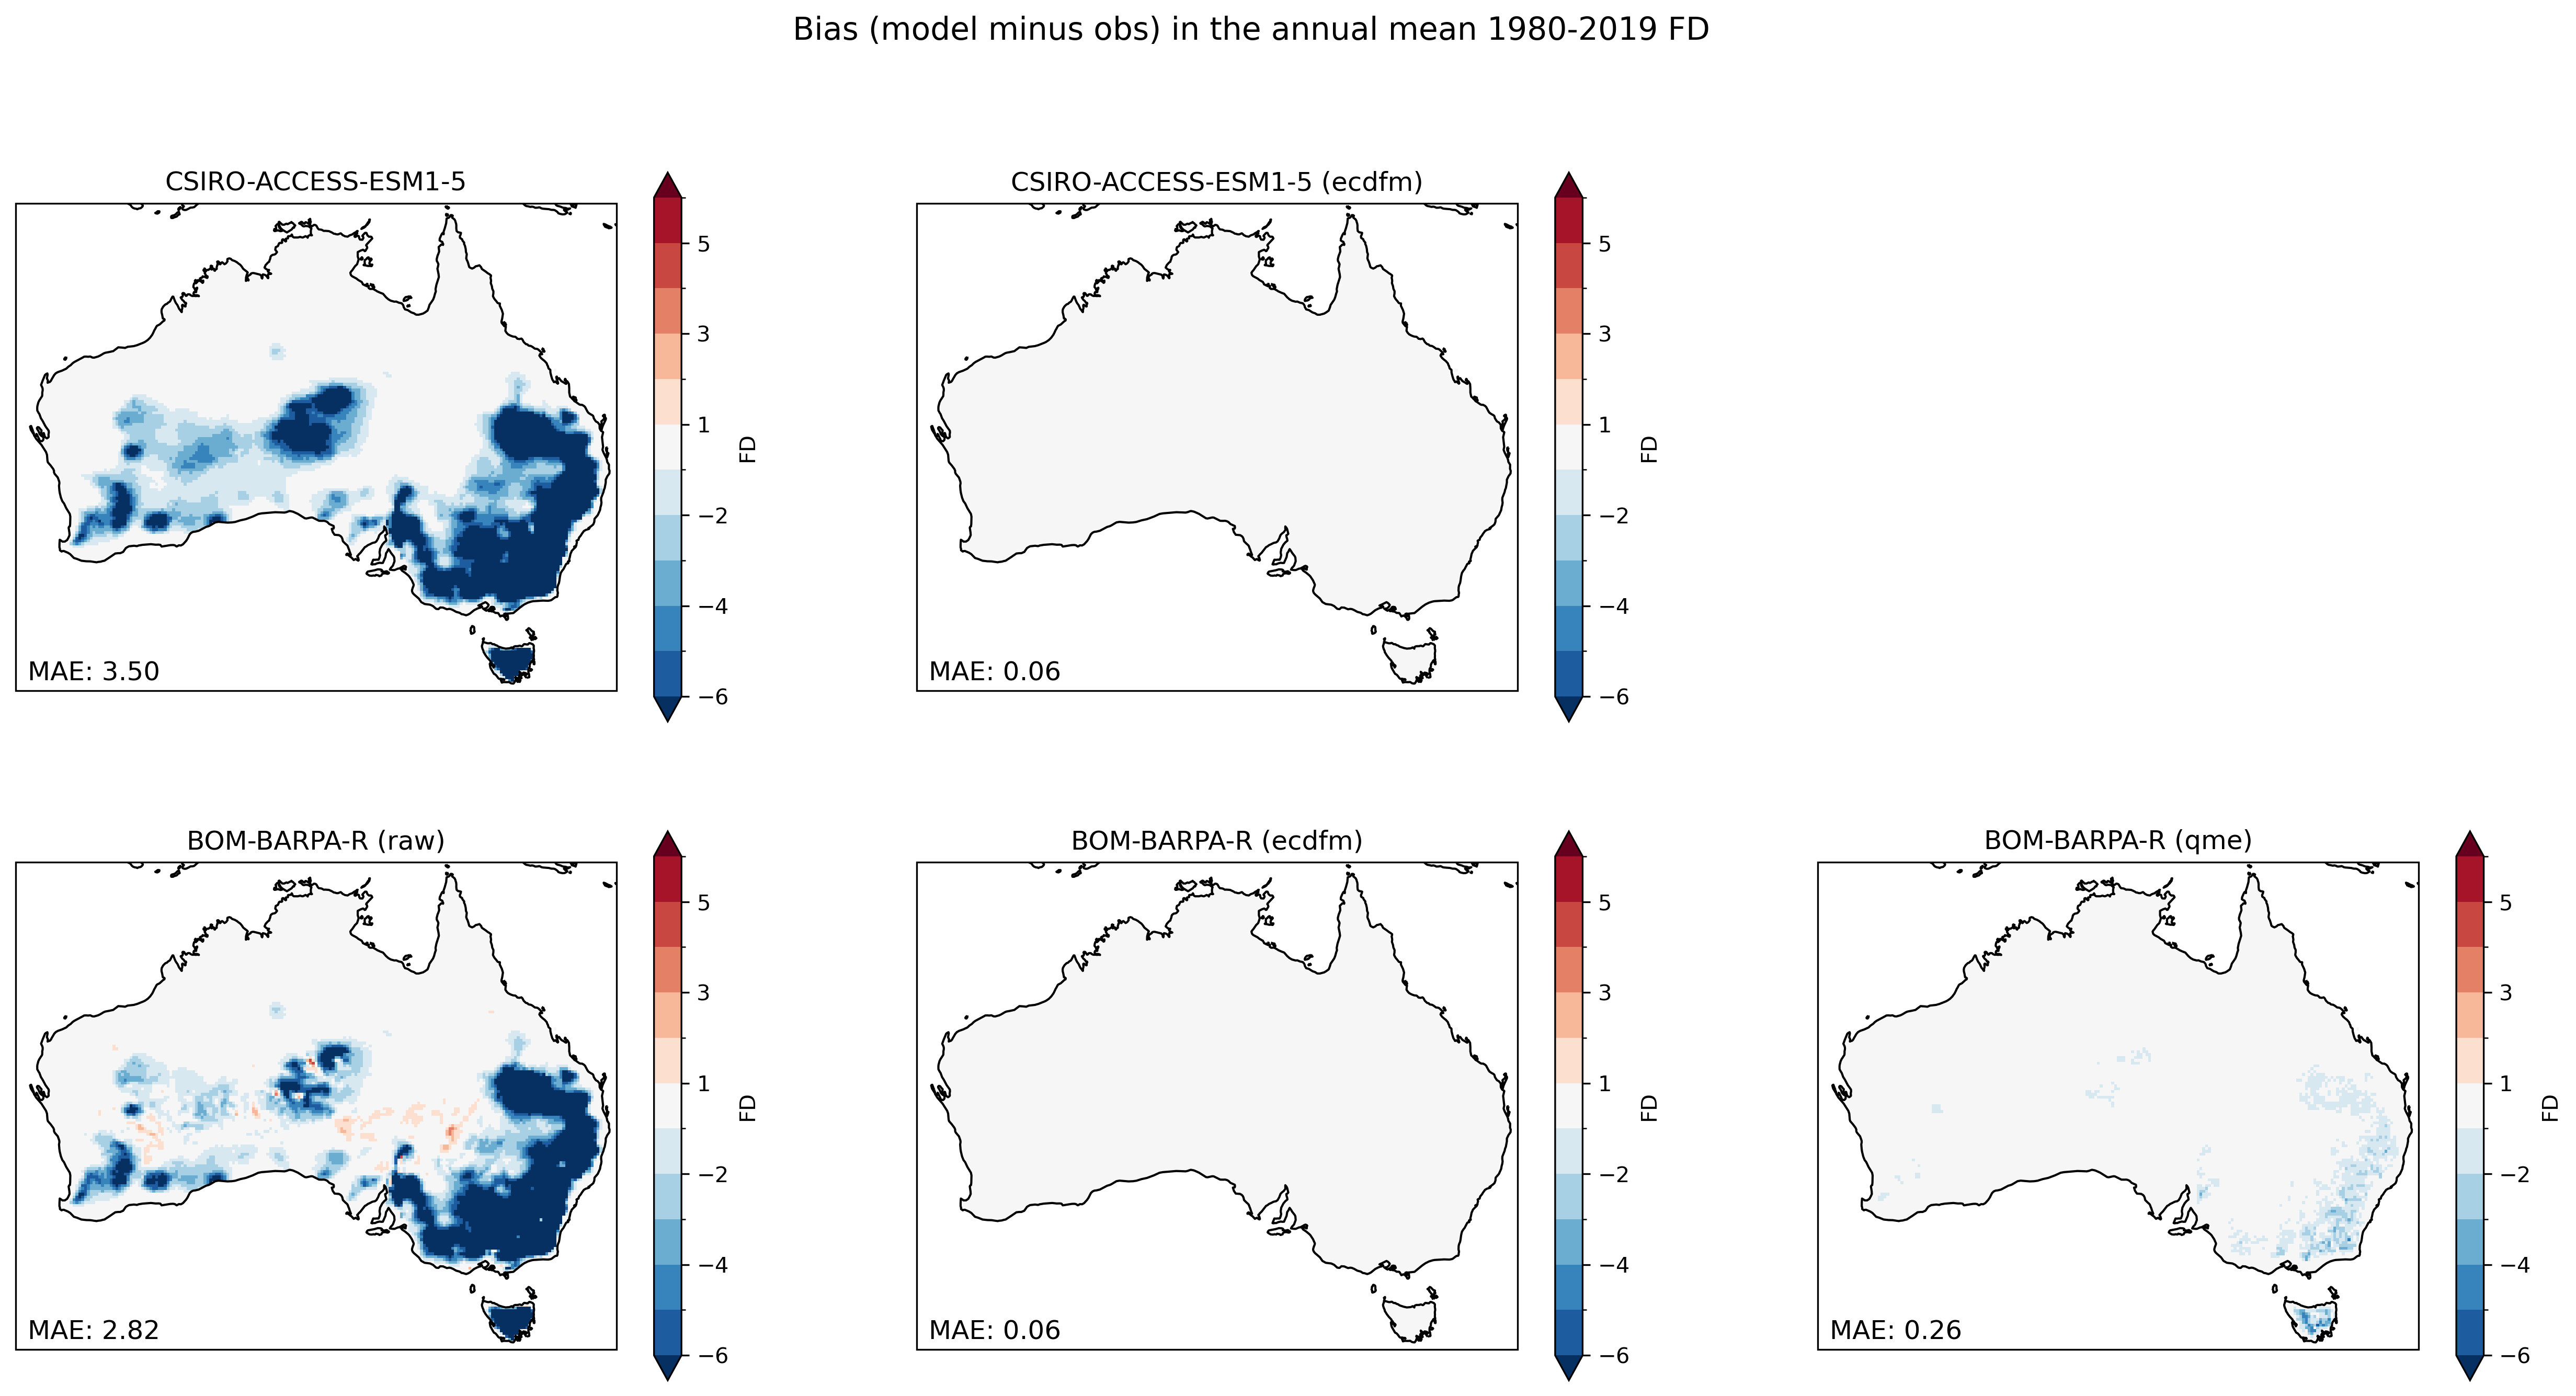 Bias (model minus obs) in the annual mean 1980-2019 FD
CSIRO-ACCESS-ESM1-5
5
3
1
−2
−4
−6
FD
MAE: 3.50
CSIRO-ACCESS-ESM1-5 (ecdfm)
5
3
1
−2
−4
−6
FD
MAE: 0.06
BOM-BARPA-R (raw)
5
3
1
−2
−4
−6
FD
MAE: 2.82
BOM-BARPA-R (ecdfm)
5
3
1
−2
−4
−6
FD
MAE: 0.06
BOM-BARPA-R (qme)
5
3
1
−2
−4
−6
FD
MAE: 0.26